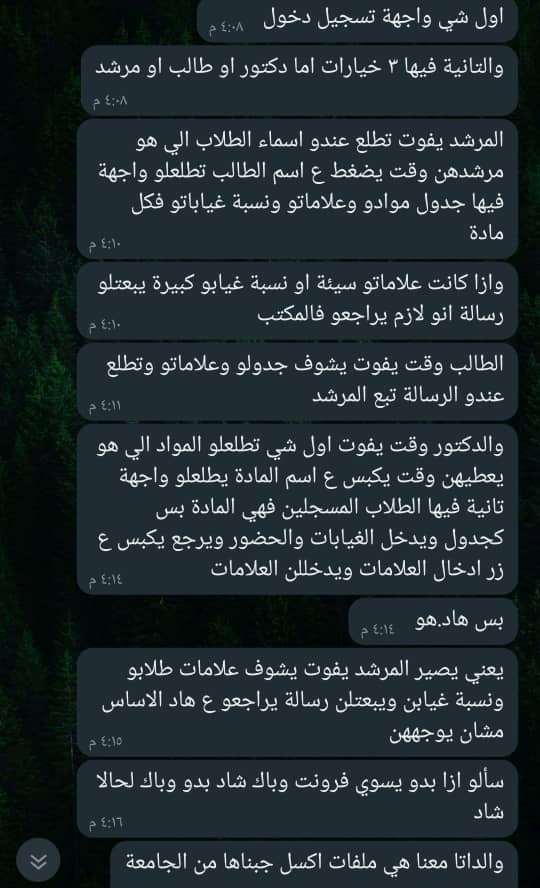 اول شي واجهة تسجيل دخول
٤:٠٨ م
والتانية فيها ٣ خيارات اما دكتور او طالب او مرشد
٤:٠٨ م
المرشد يفوت تطلع عندو اسماء الطلاب الي هو
مرشدهن وقت يضغط ع اسم الطالب تطلعلو واجهة
فيها جدول موادو وعلاماتو ونسبة غياباتو فكل
مادة
٤:١٠ م
وازا كانت علاماتو سيئة او نسبة غيابو كبيرة يبعتلو
رسالة انو لازم يراجعو فالمكتب
٤:١٠ م
الطالب وقت يفوت يشوف جدولو وعلاماتو وتطلع
عندو الرسالة تبع المرشد
٤:١١ م
والدكتور وقت يفوت اول شي تطلعلو المواد الي هو
يعطيهن وقت يكبس ع اسم المادة يطلعلو واجهة
تانية فيها الطلاب المسجلين فهي المادة بس
كجدول ويدخل الغيابات والحضور ويرجع يكبس ع
زر ادخال العلامات ويدخللن العلامات
٤:١٤ م
بس هاد.هو
٤:١٤ م
يعني يصير المرشد يفوت يشوف علامات طلابو
ونسبة غيابن ويبعتلن رسالة يراجعو ع هاد الاساس
مشان يوجههن
٤:١٥ م
سألو ازا بدو يسوي فرونت وباك شاد بدو وباك لحالا
شاد
٤:١٦ م
والداتا معنا هي ملفات اكسل جبناها من الجامعة